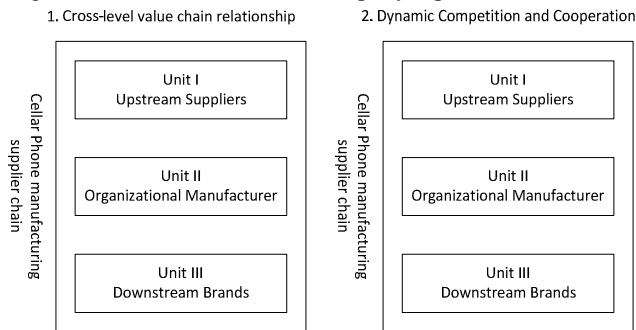 1. Cross-level value chain relationship
Cellar Phone manufacturing
supplier chain
Unit I
Upstream Suppliers
Unit II
Organizational Manufacturer
Unit III
Downstream Brands
2. Dynamic Competition and Cooperation
Cellar Phone manufacturing
supplier chain
Unit I
Upstream Suppliers
Unit II
Organizational Manufacturer
Unit III
Downstream Brands